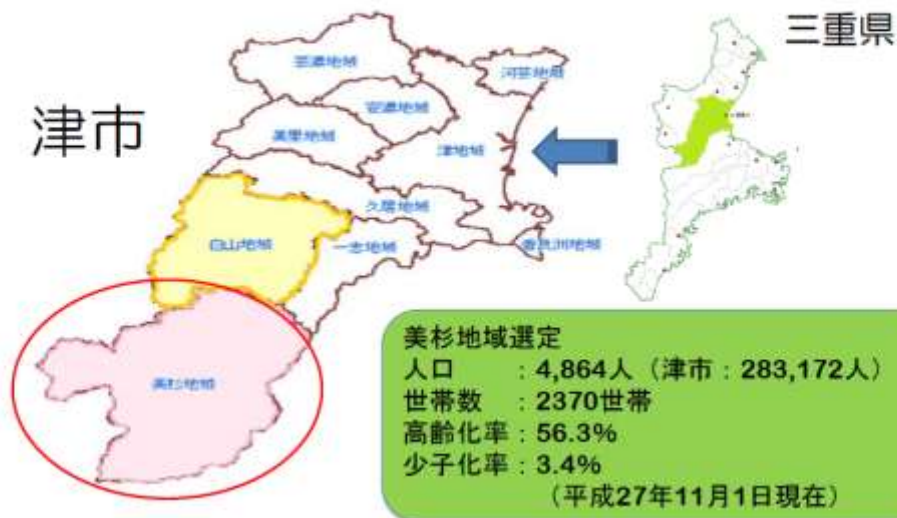 三重県
津市
芸濃地域
河芸地域
安濃地域
美里地域
津地域
久居地域
白山地域
一志地域
香良洲地域
美杉地域
美杉地域選定
人口 : 4,864人（津市：283,172人）
世帯数 : 2370世帯
高齢化率 : 56.3%
少子化率 : 3.4%
（平成27年11月1日現在）